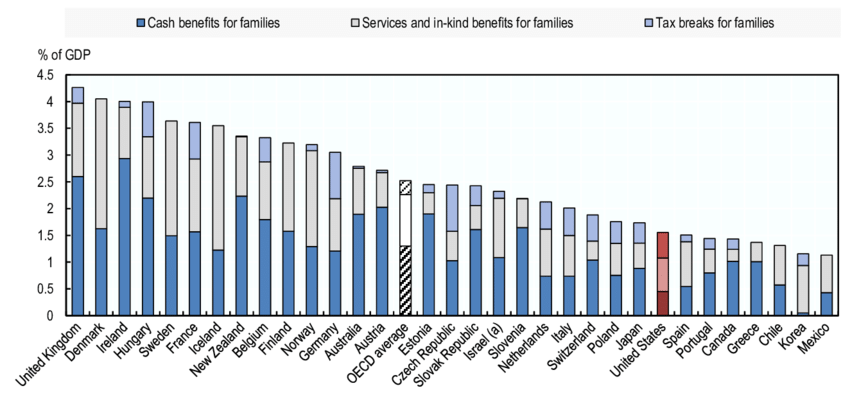 Cash benefits for families Services and in-kind benefits for families Tax breaks for families
% of GDP
4.5
4
3.5
3
2.5
2
1.5
1
0.5
0
United Kingdom
Denmark
Ireland
Hungary
Sweden
France
Iceland
New Zealand
Belgium
Finland
Norway
Germany
Australia
Austria
OECD average
Estonia
Czech Republic
Slovak Republic
Israel (a)
Slovenia
Netherlands
Italy
Switzerland
Poland
Japan
United States
Spain
Portugal
Canada
Greece
Chile
Korea
Mexico